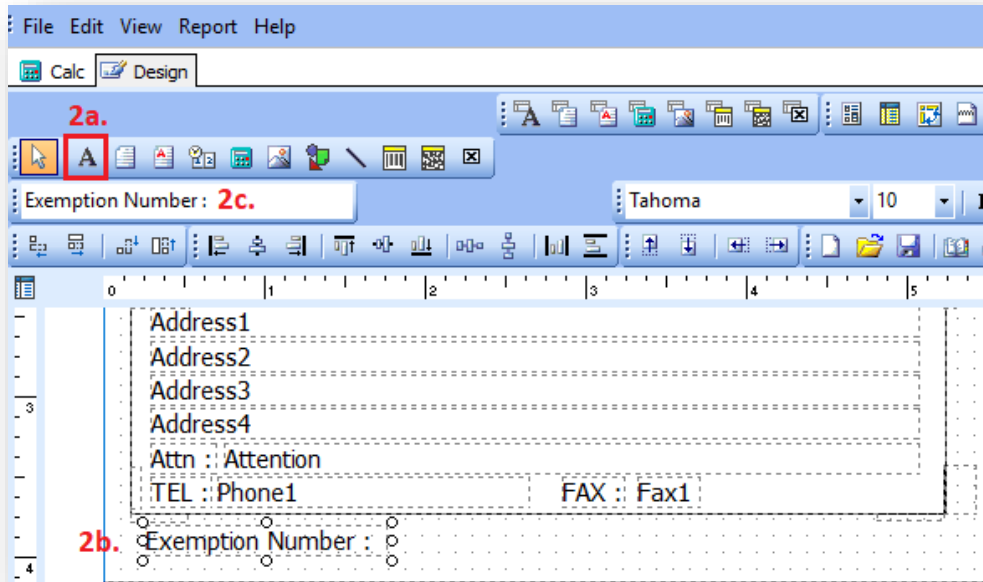 File Edit View Report Help
Calc Design
2a.
A
Exemption Number : 2c. Tahoma 10
0 1 2 3 4 5
Address1
Address2
Address3
3
Address4
Attn : Attention
TEL : Phone1 FAX : Fax1
2b. Exemption Number :
4